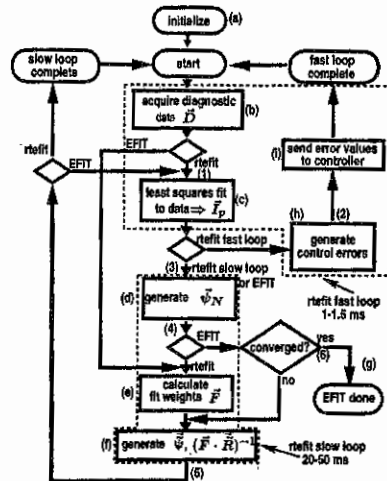 initialize
(a)
slow loop
complete
start
fast loop
complete
acquire diagnostic
data D⃗
(b)
rtefit
EFIT
EFIT
rtefit
(1)
least squares fit
to data⇒ I⃗p
(c)
(i)
send error values
to controller
(h)
(2)
generate
control errors
rtefit fast loop
(3)
rtefit slow loop
or EFIT
rtefit fast loop
1-1.5 ms
(d)
generate ψ⃗N
(4)
EFIT
rtefit
converged?
yes
(6)
(g)
no
EFIT done
(e)
calculate
fit weights F⃗
(f)
generate ψ⃗, (F⃗ · R⃗)⁻¹
rtefit slow loop
20-50 ms
(5)